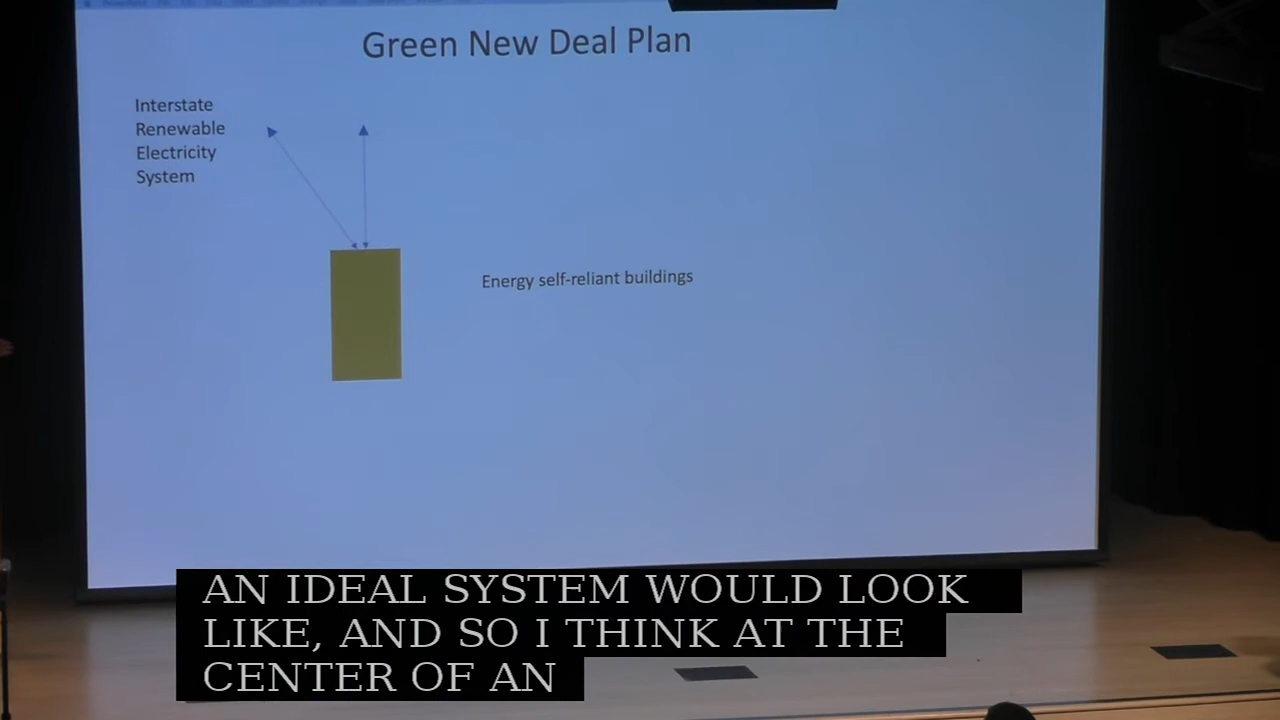 Green New Deal Plan
Interstate
Renewable
Electricity
System
Energy self-reliant buildings
AN IDEAL SYSTEM WOULD LOOK
LIKE, AND SO I THINK AT THE
CENTER OF AN